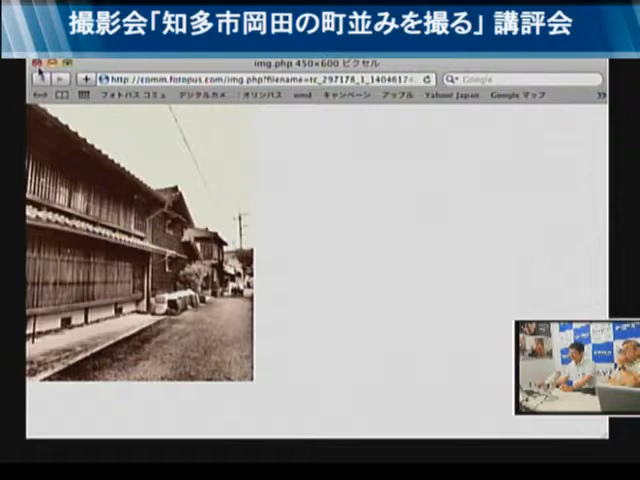 撮影会「知多市岡田の町並みを撮る」講評会
img.php 450×600 ピクセル
http://comm.fotopus.com/img.php?filename=tc_297178_1_1404617
Google
フォトパス コミュ デジタルカメ オリンパス キャンペーン アップル Yahoo! Japan Google マップ »